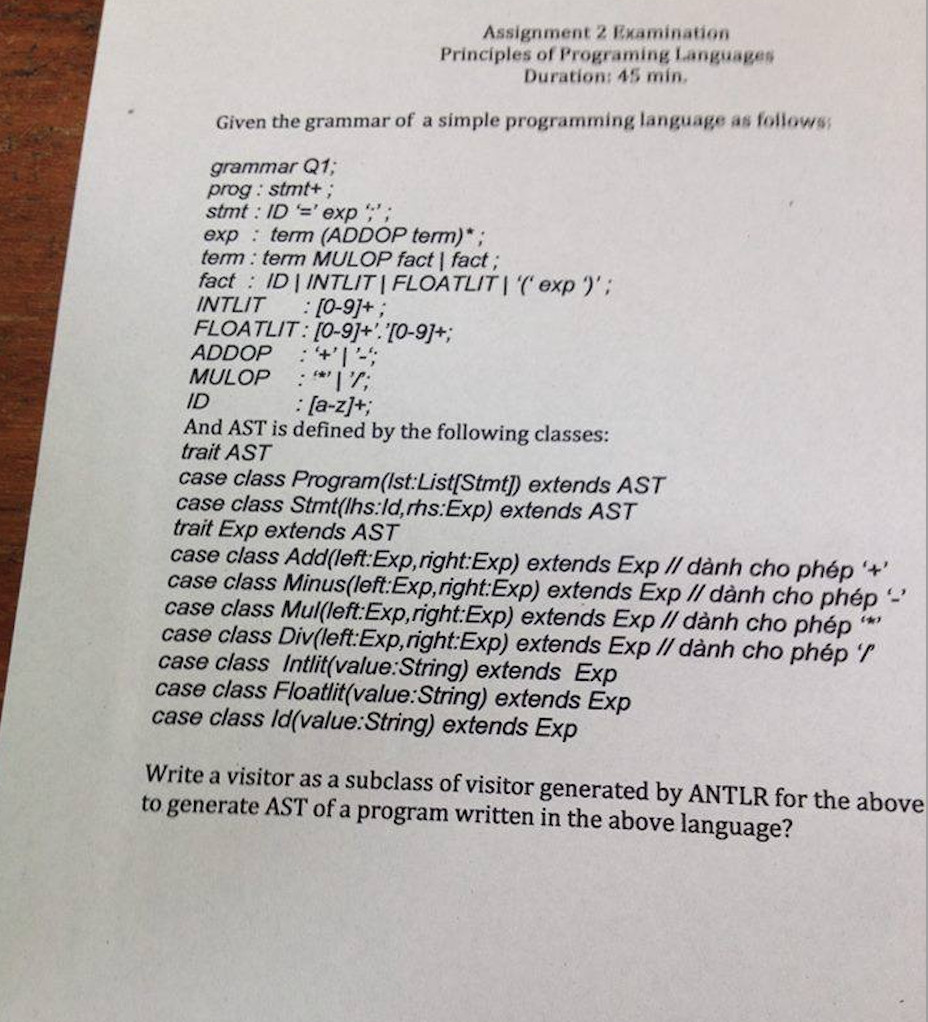 Assignment 2 Examination
Principles of Programing Languages
Duration: 45 min.
Given the grammar of a simple programming language as follows:
grammar Q1;
prog : stmt+ ;
stmt : ID ‘=’ exp ‘;’ ;
exp : term (ADDOP term)* ;
term : term MULOP fact | fact ;
fact : ID | INTLIT | FLOATLIT | ‘(‘ exp ‘)’ ;
INTLIT : [0-9]+ ;
FLOATLIT : [0-9]+’.’[0-9]+;
ADDOP : ‘+’ | ’-‘;
MULOP : ‘*’ | ’/’;
ID : [a-z]+;
And AST is defined by the following classes:
trait AST
case class Program(lst:List[Stmt]) extends AST
case class Stmt(lhs:Id,rhs:Exp) extends AST
trait Exp extends AST
case class Add(left:Exp,right:Exp) extends Exp // dành cho phép ‘+’
case class Minus(left:Exp,right:Exp) extends Exp // dành cho phép ‘-’
case class Mul(left:Exp,right:Exp) extends Exp // dành cho phép ‘*’
case class Div(left:Exp,right:Exp) extends Exp // dành cho phép ‘/’
case class Intlit(value:String) extends Exp
case class Floatlit(value:String) extends Exp
case class Id(value:String) extends Exp
Write a visitor as a subclass of visitor generated by ANTLR for the above
to generate AST of a program written in the above language?